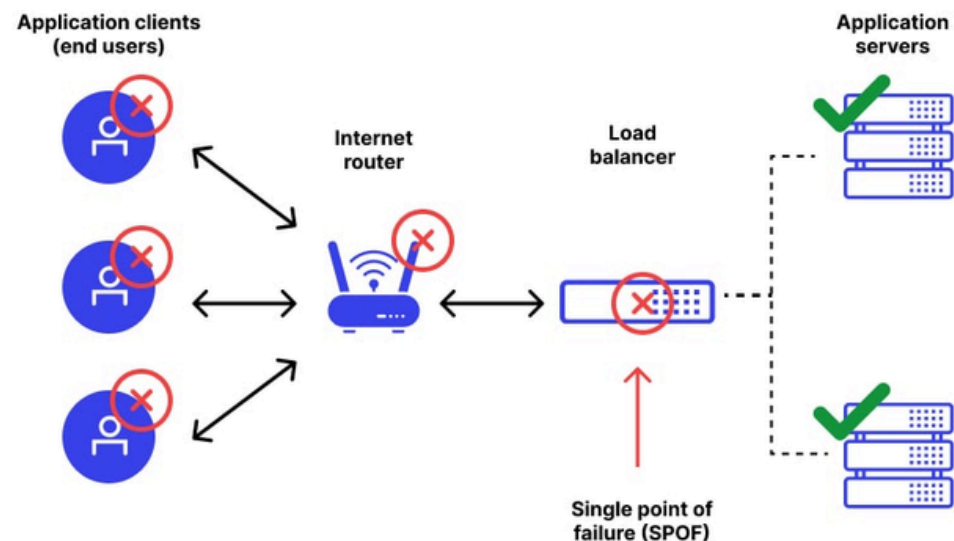 Application clients
(end users)
Internet
router
Load
balancer
Application
servers
Single point of
failure (SPOF)